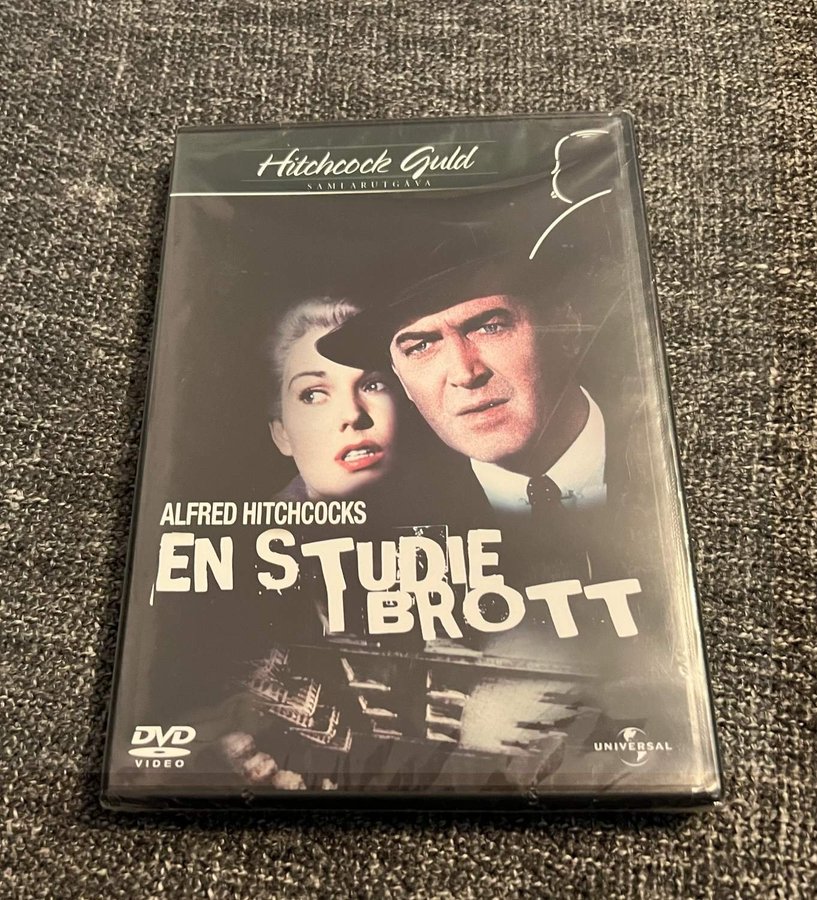 Hitchcock Guld
SAMLARUTGÅVA
ALFRED HITCHCOCKS
EN STUDIE
I BROTT
DVD
VIDEO
UNIVERSAL